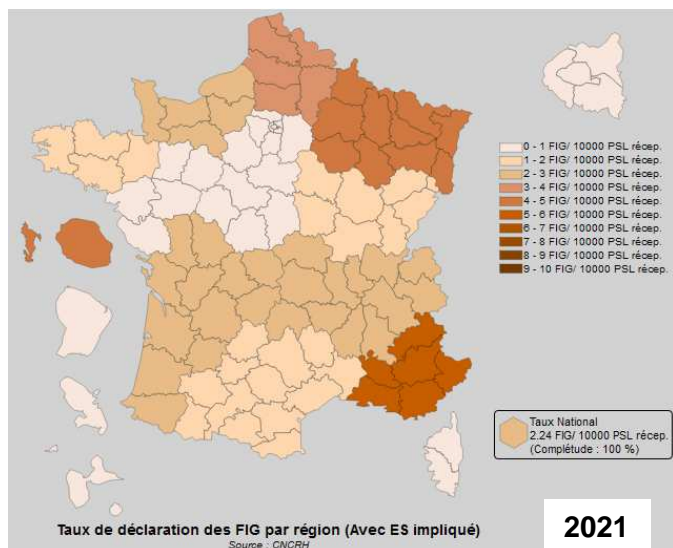 0 - 1 FIG/ 10000 PSL récep.
1 - 2 FIG/ 10000 PSL récep.
2 - 3 FIG/ 10000 PSL récep.
3 - 4 FIG/ 10000 PSL récep.
4 - 5 FIG/ 10000 PSL récep.
5 - 6 FIG/ 10000 PSL récep.
6 - 7 FIG/ 10000 PSL récep.
7 - 8 FIG/ 10000 PSL récep.
8 - 9 FIG/ 10000 PSL récep.
9 - 10 FIG/ 10000 PSL récep.
Taux National
2.24 FIG/ 10000 PSL récep.
(Complétude : 100 %)
Taux de déclaration des FIG par région (Avec ES impliqué)
Source : CNCRH
2021